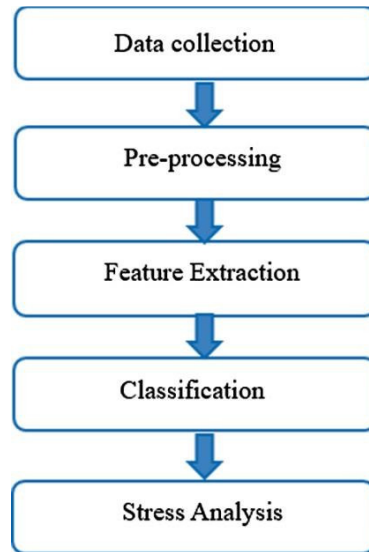 Data collection
Pre-processing
Feature Extraction
Classification
Stress Analysis